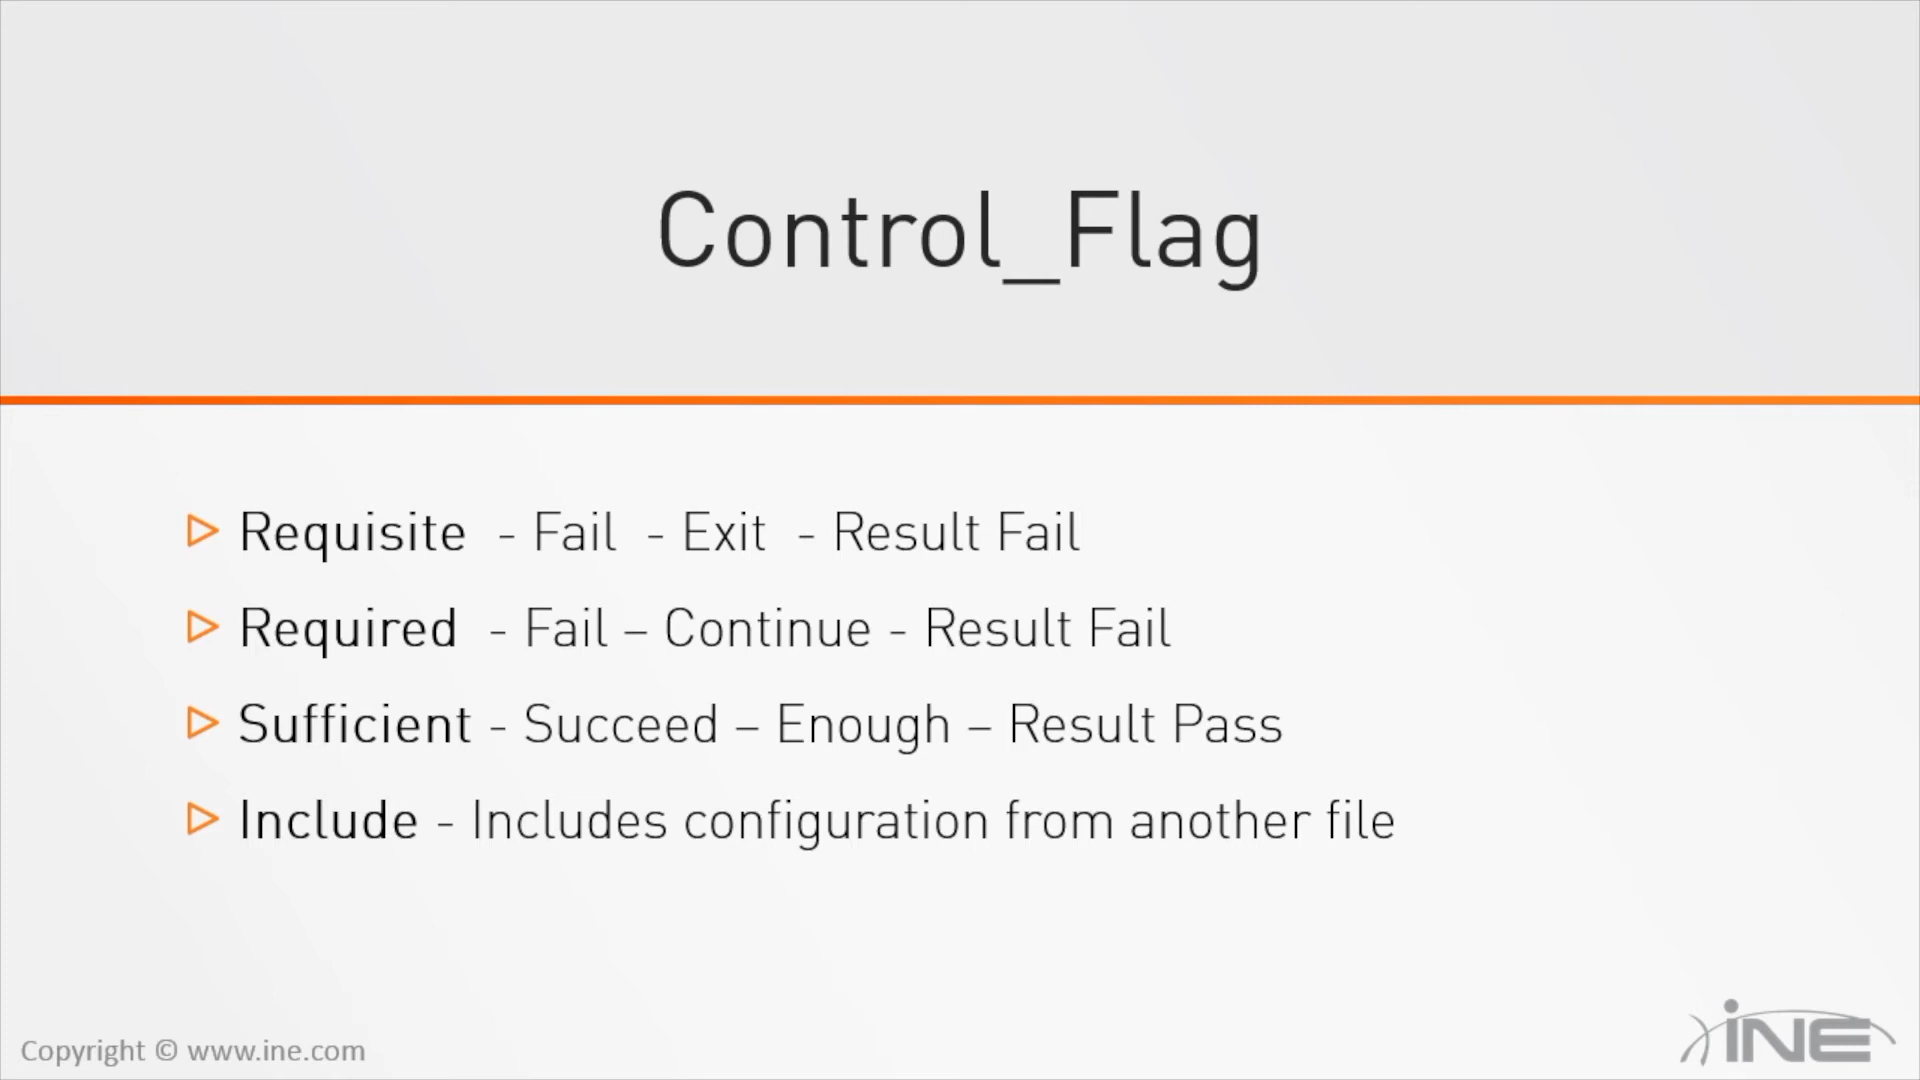 Control_Flag
Requisite - Fail - Exit - Result Fail
Required - Fail – Continue - Result Fail
Sufficient - Succeed – Enough – Result Pass
Include - Includes configuration from another file
Copyright © www.ine.com
iNE